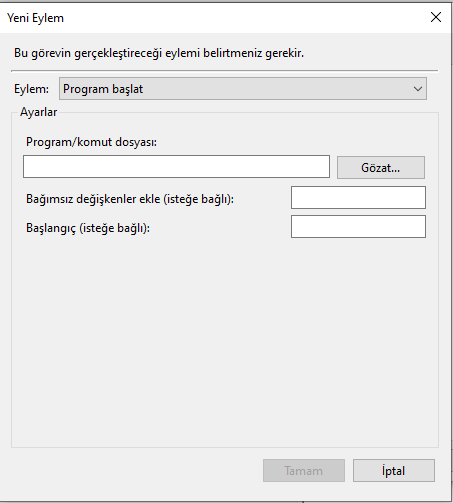 Yeni Eylem
Bu görevin gerçekleştireceği eylemi belirtmeniz gerekir.
Eylem: Program başlat
Ayarlar
Program/komut dosyası:
Gözat...
Bağımsız değişkenler ekle (isteğe bağlı):
Başlangıç (isteğe bağlı):
Tamam İptal